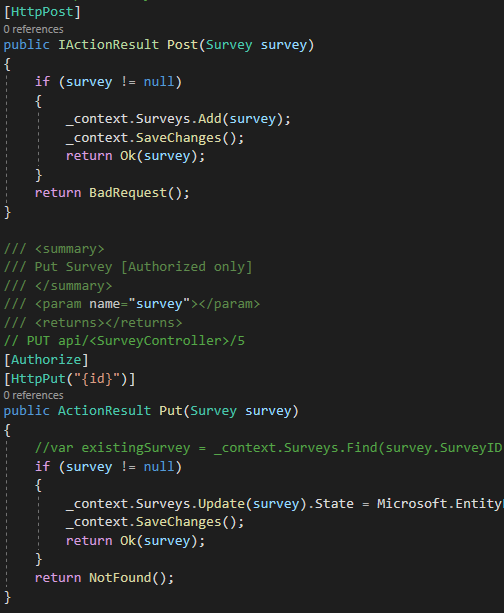 [HttpPost]
0 references
public IActionResult Post(Survey survey)
{
if (survey != null)
{
_context.Surveys.Add(survey);
_context.SaveChanges();
return Ok(survey);
}
return BadRequest();
}
/// <summary>
/// Put Survey [Authorized only]
/// </summary>
/// <param name="survey"></param>
/// <returns></returns>
// PUT api/<SurveyController>/5
[Authorize]
[HttpPut("{id}")]
0 references
public ActionResult Put(Survey survey)
{
//var existingSurvey = _context.Surveys.Find(survey.SurveyID
if (survey != null)
{
_context.Surveys.Update(survey).State = Microsoft.Entity
_context.SaveChanges();
return Ok(survey);
}
return NotFound();
}